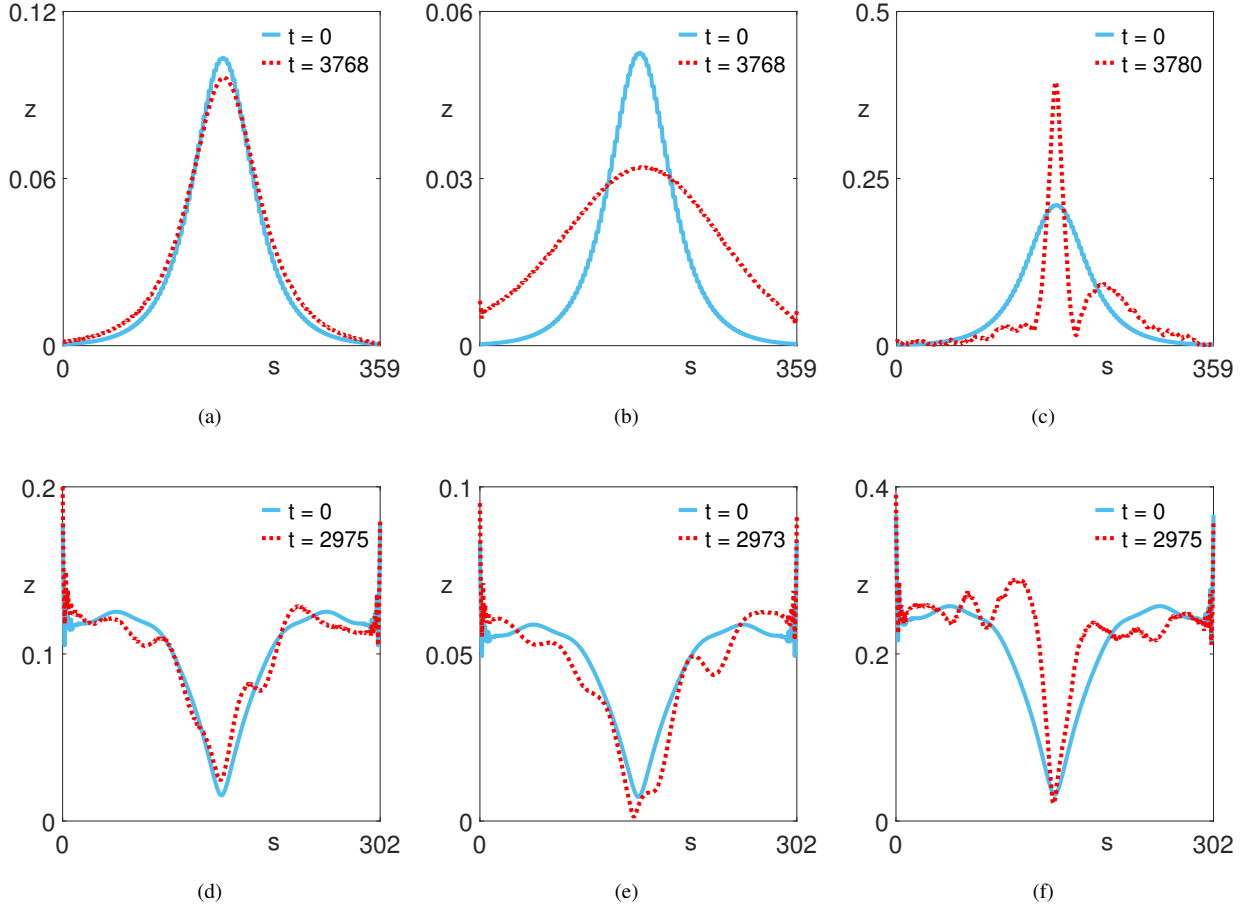 0.12
t = 0
t = 3768
z
0.06
0
0
s
359
(a)
0.06
t = 0
t = 3768
z
0.03
0
0
s
359
(b)
0.5
t = 0
t = 3780
z
0.25
0
0
s
359
(c)
0.2
t = 0
t = 2975
z
0.1
0
0
s
302
(d)
0.1
t = 0
t = 2973
z
0.05
0
0
s
302
(e)
0.4
t = 0
t = 2975
z
0.2
0
0
s
302
(f)